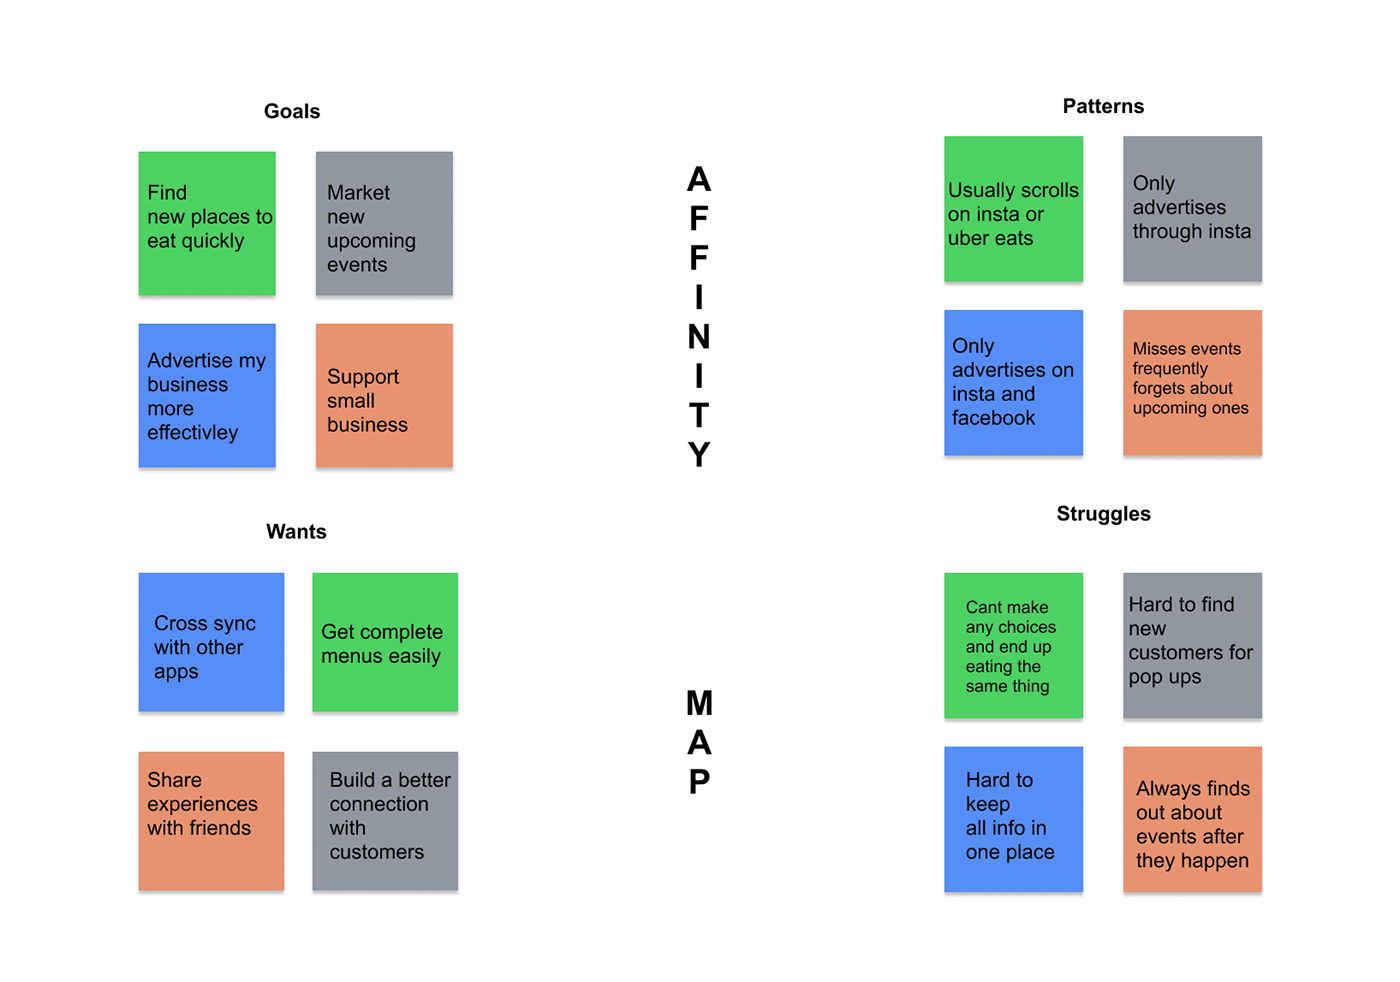 Goals
Find
new places to
eat quickly
Market
new
upcoming
events
Advertise my
business
more
effectivley
Support
small
business
Wants
Cross sync
with other
apps
Get complete
menus easily
Share
experiences
with friends
Build a better
connection
with
customers
A
F
F
I
N
I
T
Y
M
A
P
Patterns
Usually scrolls
on insta or
uber eats
Only
advertises
through insta
Only
advertises on
insta and
facebook
Misses events
frequently
forgets about
upcoming ones
Struggles
Cant make
any choices
and end up
eating the
same thing
Hard to find
new
customers for
pop ups
Hard to
keep
all info in
one place
Always finds
out about
events after
they happen